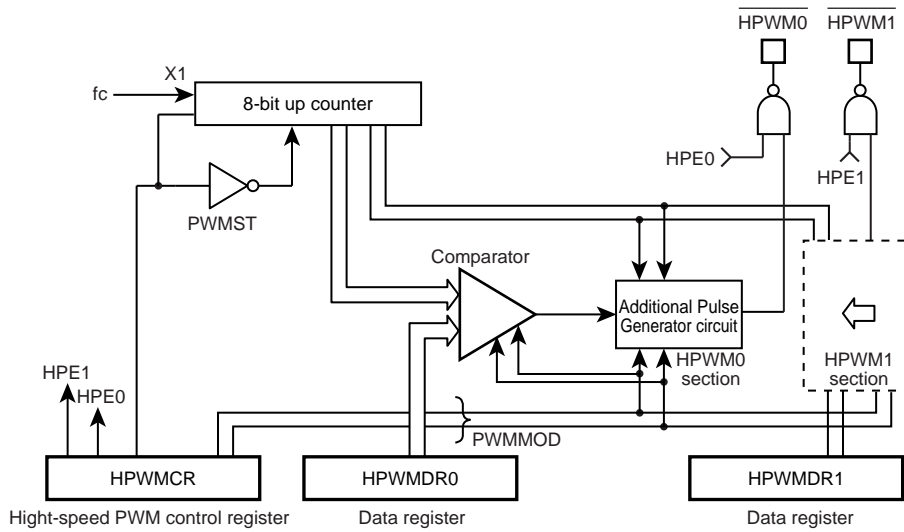 HPWM0 HPWM1
X1
fc
8-bit up counter
HPE0
HPE1
PWMST
Comparator
Additional Pulse
Generator circuit
HPWM0
section
HPWM1
section
HPE1
HPE0
PWMMOD
HPWMCR
HPWMDR0
HPWMDR1
Hight-speed PWM control register
Data register
Data register